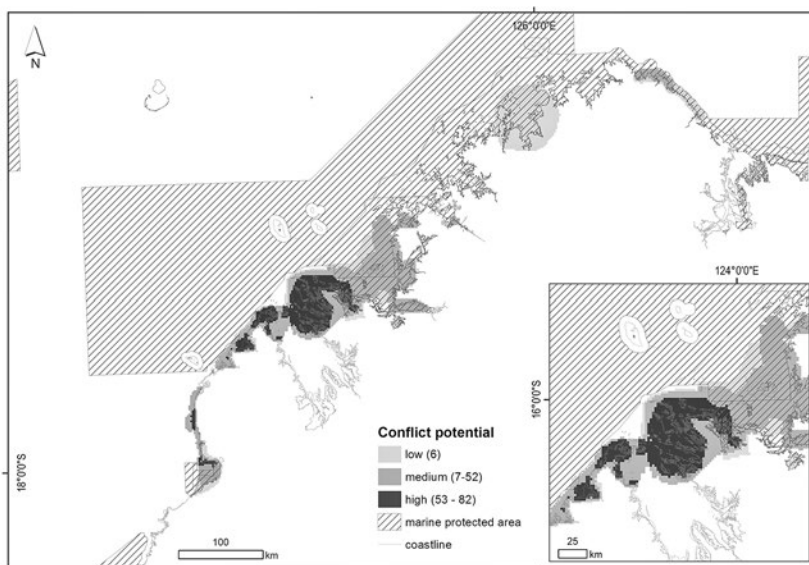 126°0'0"E
N
124°0'0"E
16°0'0"S
18°0'0"S
Conflict potential
low (6)
medium (7-52)
high (53 - 82)
marine protected area
coastline
100
km
25
km